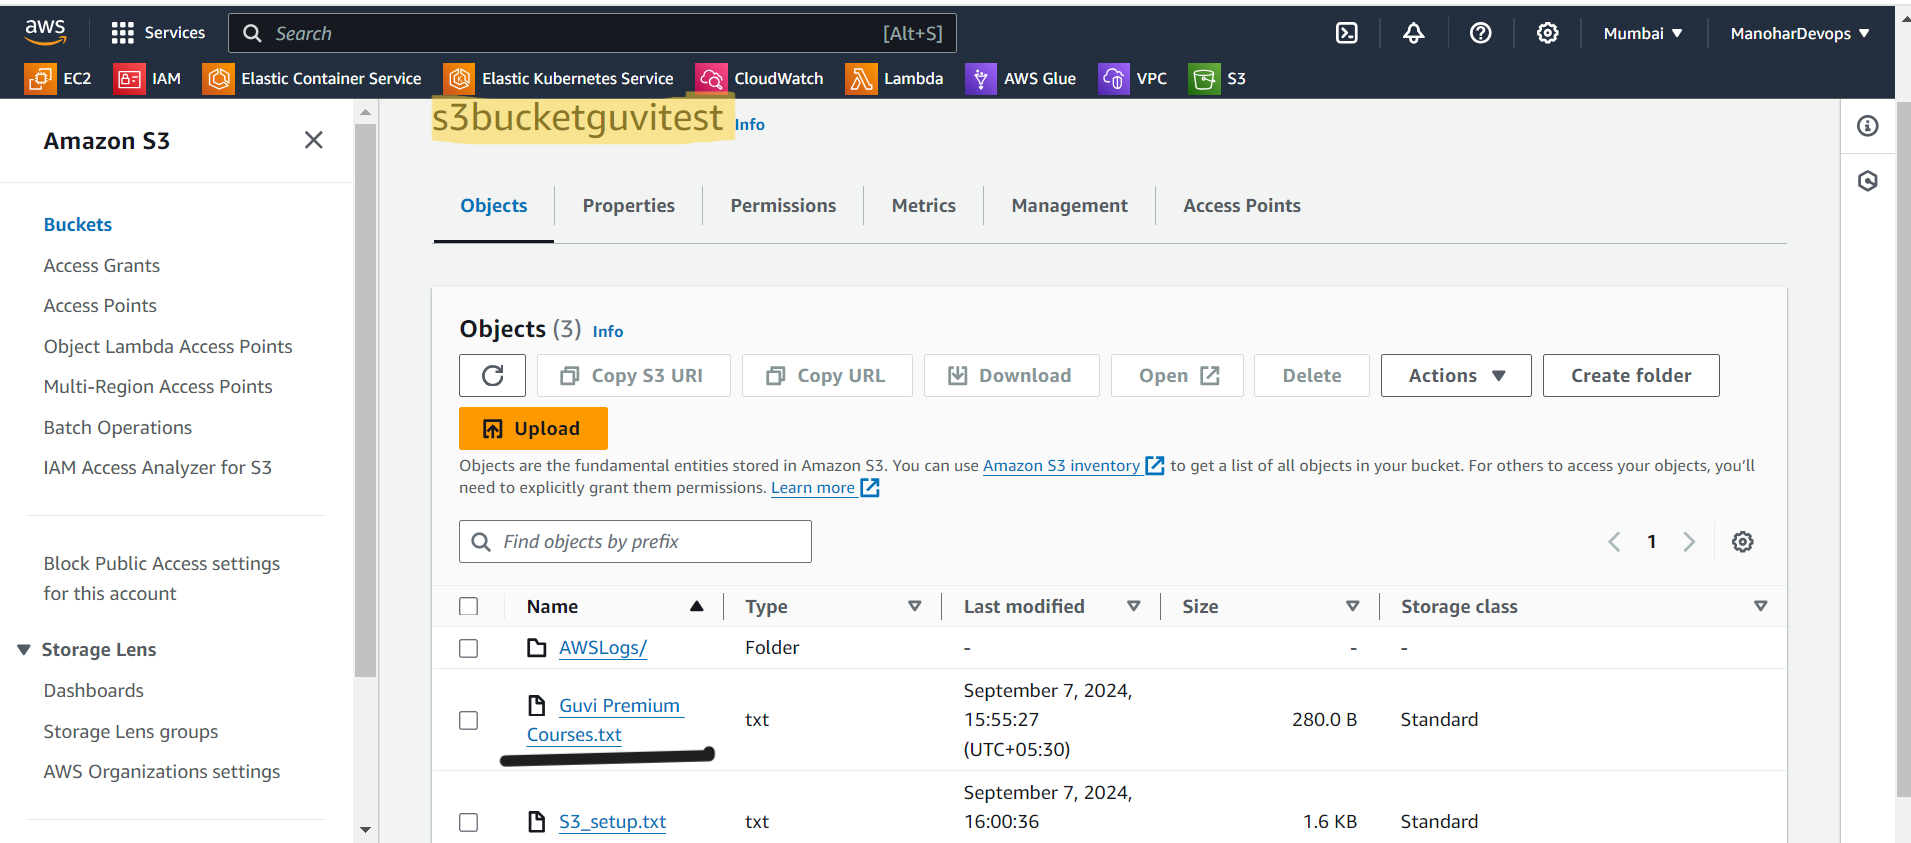 aws
Services
Search
[Alt+S]
Mumbai
ManoharDevops
EC2
IAM
Elastic Container Service
Elastic Kubernetes Service
CloudWatch
Lambda
AWS Glue
VPC
S3
Amazon S3
Buckets
Access Grants
Access Points
Object Lambda Access Points
Multi-Region Access Points
Batch Operations
IAM Access Analyzer for S3
Block Public Access settings
for this account
Storage Lens
Dashboards
Storage Lens groups
AWS Organizations settings
s3bucketguvitest Info
Objects
Properties
Permissions
Metrics
Management
Access Points
Objects (3) Info
Copy S3 URI
Copy URL
Download
Open
Delete
Actions
Create folder
Upload
Objects are the fundamental entities stored in Amazon S3. You can use Amazon S3 inventory to get a list of all objects in your bucket. For others to access your objects, you’ll
need to explicitly grant them permissions. Learn more
Find objects by prefix
1
Name
Type
Last modified
Size
Storage class
AWSLogs/
Folder
-
-
-
Guvi Premium
Courses.txt
txt
September 7, 2024,
15:55:27
(UTC+05:30)
280.0 B
Standard
S3_setup.txt
txt
September 7, 2024,
16:00:36
1.6 KB
Standard